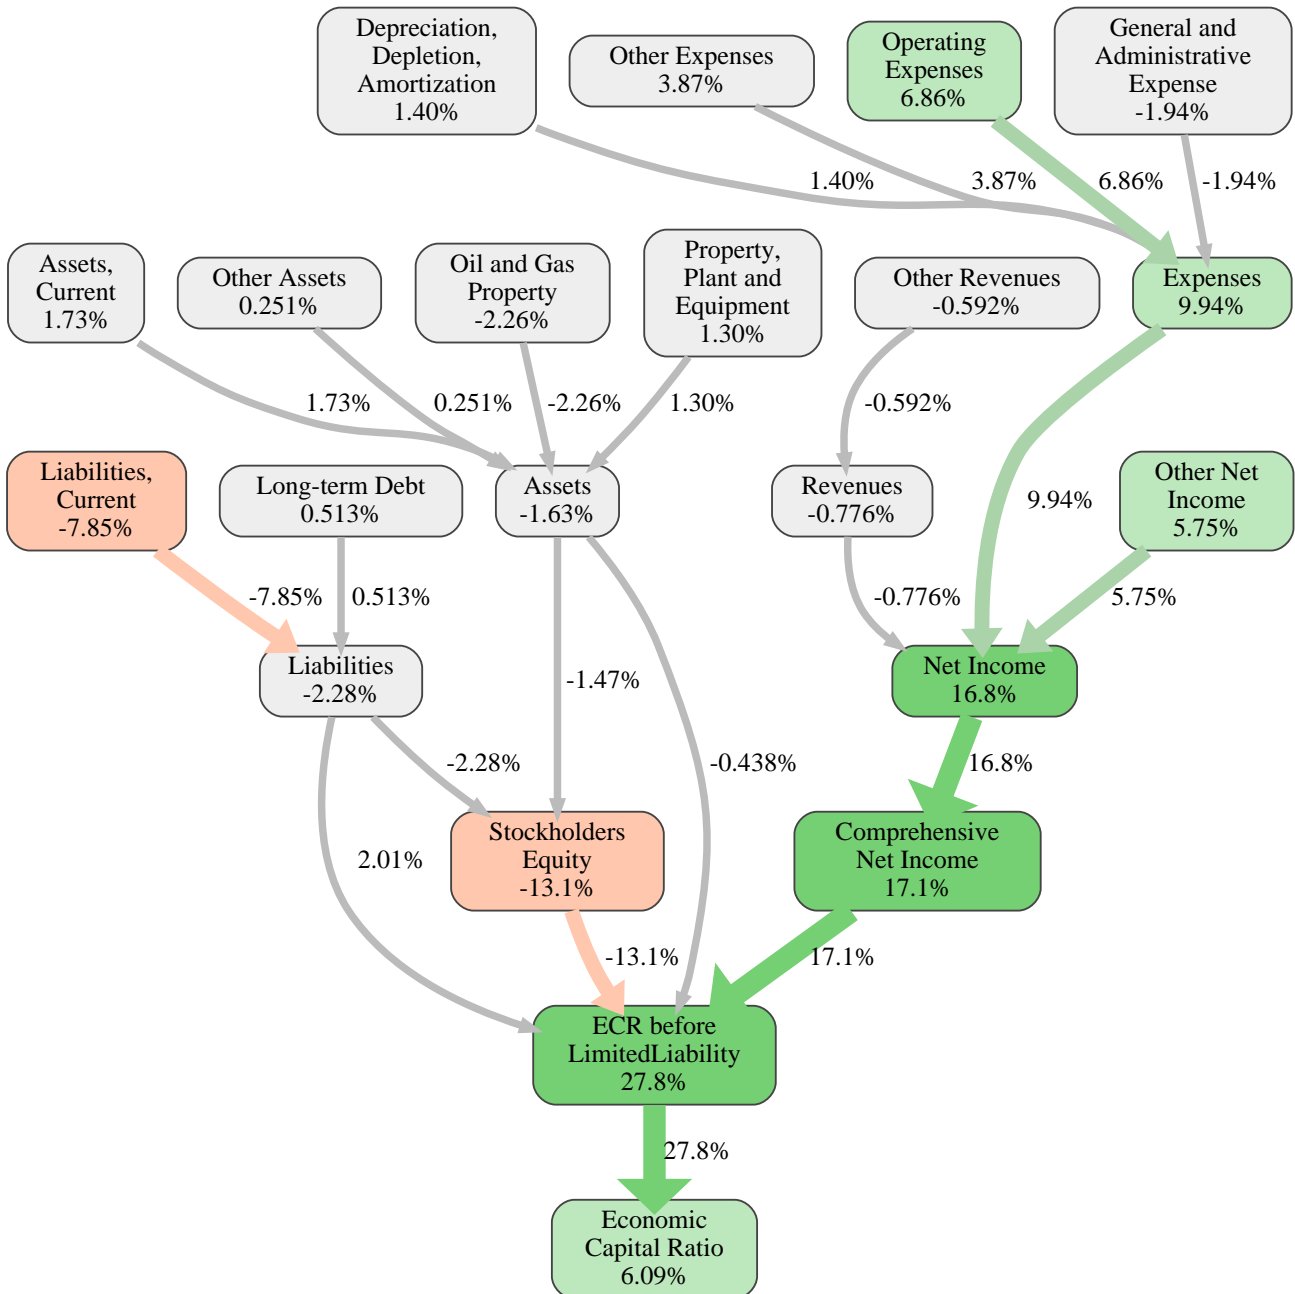 Depreciation,
Depletion,
Amortization
1.40%
Other Expenses
3.87%
Operating
Expenses
6.86%
General and
Administrative
Expense
-1.94%
1.40%
3.87%
6.86%
-1.94%
Assets,
Current
1.73%
Other Assets
0.251%
Oil and Gas
Property
-2.26%
Property,
Plant and
Equipment
1.30%
Other Revenues
-0.592%
Expenses
9.94%
1.73%
0.251%
-2.26%
1.30%
-0.592%
Liabilities,
Current
-7.85%
Long-term Debt
0.513%
Assets
-1.63%
Revenues
-0.776%
9.94%
Other Net
Income
5.75%
-7.85%
0.513%
-0.776%
5.75%
Liabilities
-2.28%
-1.47%
Net Income
16.8%
-2.28%
-0.438%
16.8%
2.01%
Stockholders
Equity
-13.1%
Comprehensive
Net Income
17.1%
-13.1%
17.1%
ECR before
LimitedLiability
27.8%
27.8%
Economic
Capital Ratio
6.09%